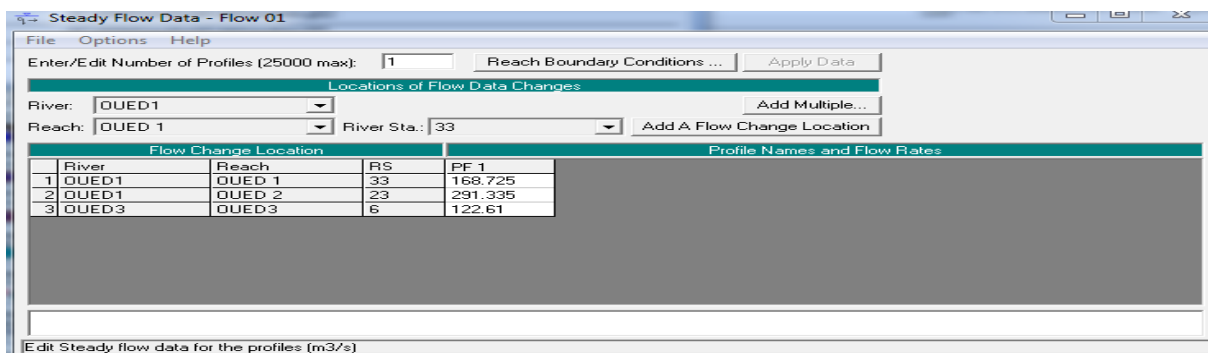 Steady Flow Data - Flow 01
File Options Help
Enter/Edit Number of Profiles (25000 max): 1 Reach Boundary Conditions ... Apply Data
Locations of Flow Data Changes
River: OUED1 Add Multiple...
Reach: OUED 1 River Sta.: 33 Add A Flow Change Location
Flow Change Location Profile Names and Flow Rates
River Reach RS PF 1
1 OUED1 OUED 1 33 168.725
2 OUED1 OUED 2 23 291.335
3 OUED3 OUED3 6 122.61
Edit Steady flow data for the profiles (m3/s)